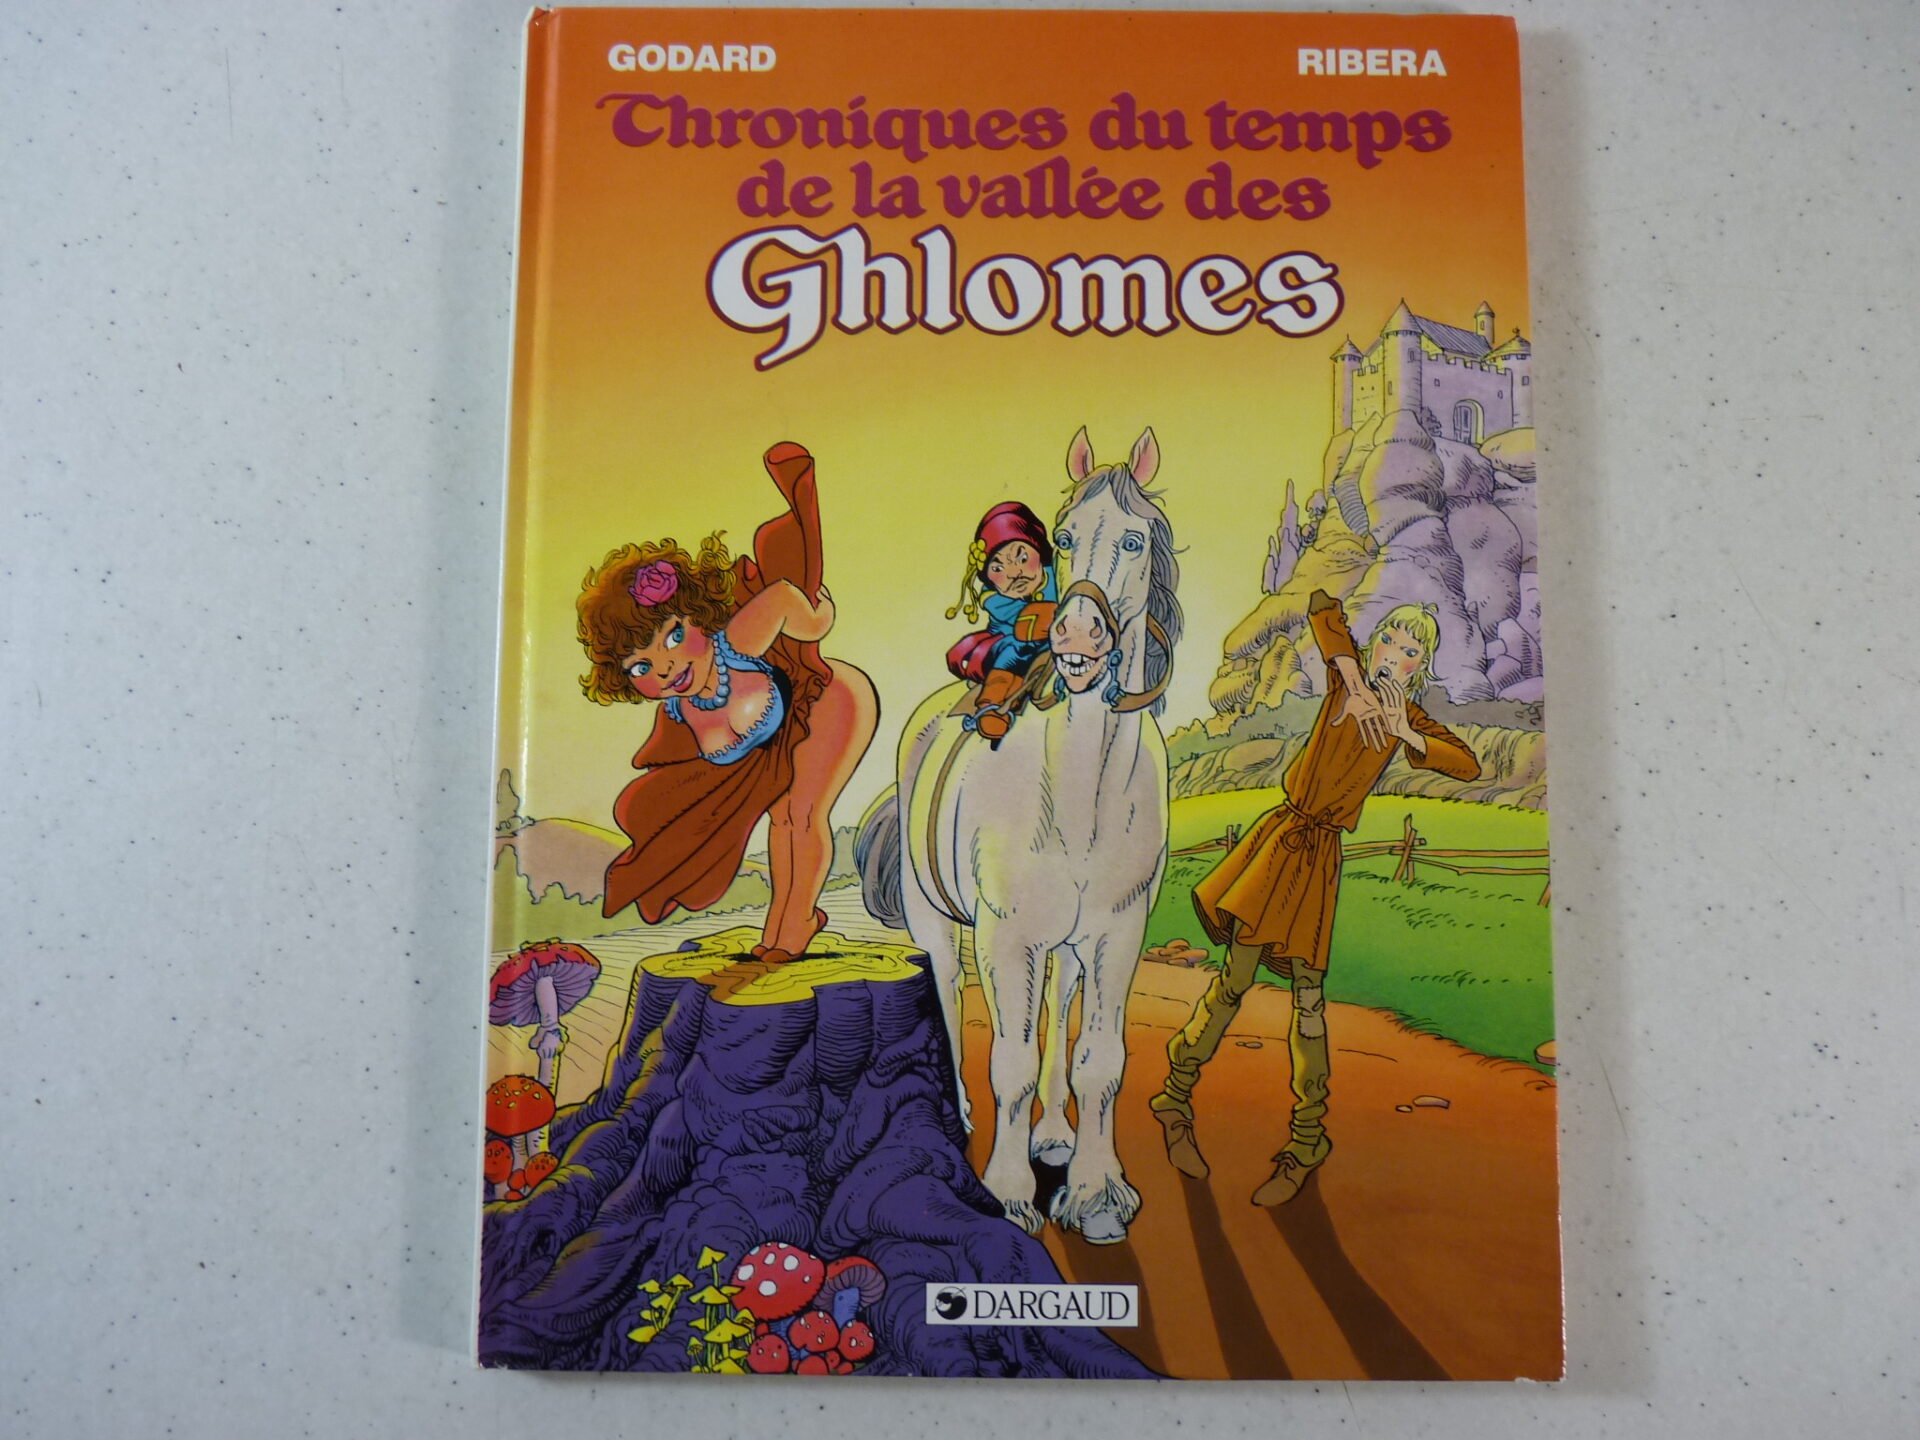 GODARD RIBERA
Chroniques du temps
de la vallée des
Ghlomes
DARGAUD